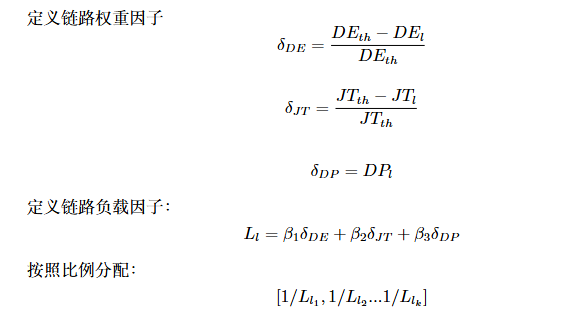 定义链路权重因子
δ_{DE} = \frac{DE_{th} - DE_l}{DE_{th}}
δ_{JT} = \frac{JT_{th} - JT_l}{JT_{th}}
δ_{DP} = DP_l
定义链路负载因子：
L_l = β_1δ_{DE} + β_2δ_{JT} + β_3δ_{DP}
按照比例分配：
[1/L_{l_1}, 1/L_{l_2}...1/L_{l_k}]